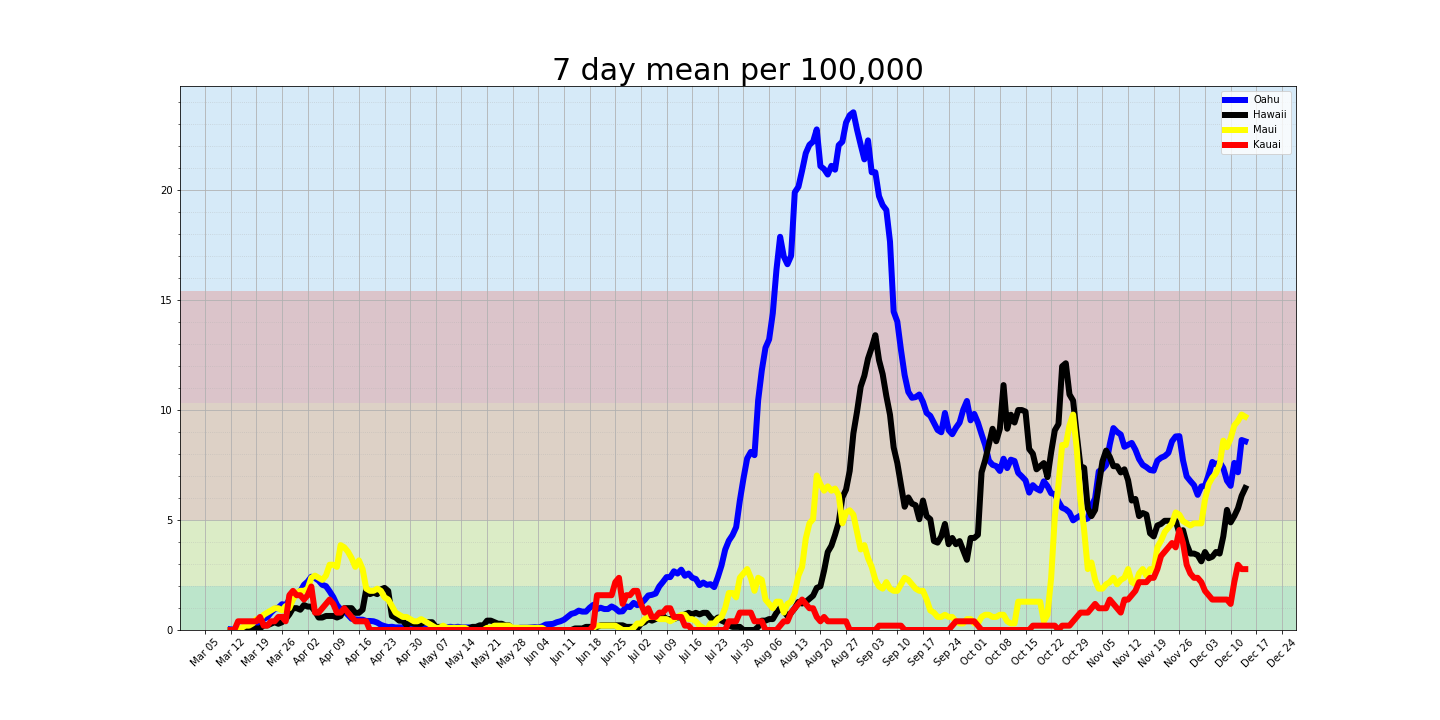 7 day mean per 100,000
Oahu
Hawaii
Maui
Kauai
20
15
10
5
0
Mar 05 Mar 12 Mar 19 Mar 26 Apr 02 Apr 09 Apr 16 Apr 23 Apr 30 May 07 May 14 May 21 May 28 Jun 04 Jun 11 Jun 18 Jun 25 Jul 02 Jul 09 Jul 16 Jul 23 Jul 30 Aug 06 Aug 13 Aug 20 Aug 27 Sep 03 Sep 10 Sep 17 Sep 24 Oct 01 Oct 08 Oct 15 Oct 22 Oct 29 Nov 05 Nov 12 Nov 19 Nov 26 Dec 03 Dec 10 Dec 17 Dec 24